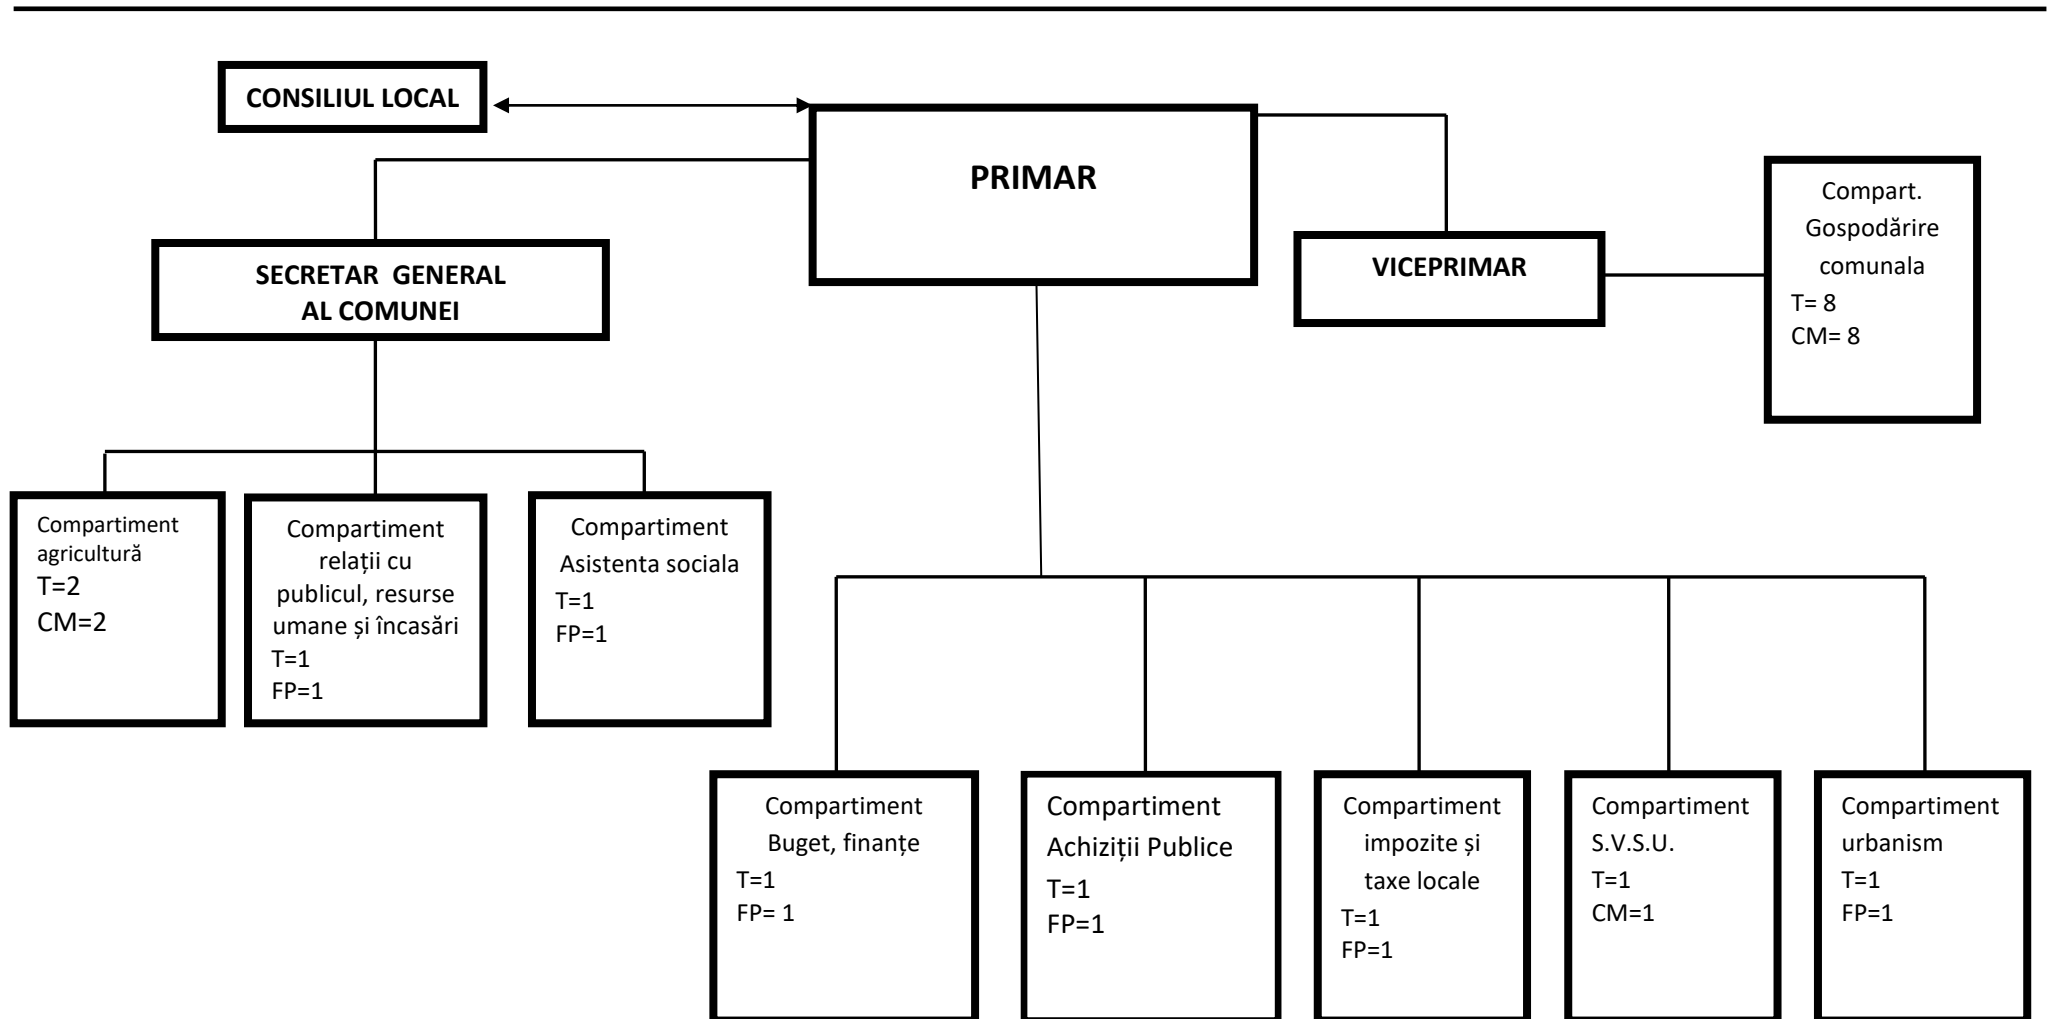 CONSILIUL LOCAL
PRIMAR
Compart.
Gospodărire
comunala
T= 8
CM= 8
SECRETAR  GENERAL
AL COMUNEI
VICEPRIMAR
Compartiment
agricultură
T=2
CM=2
Compartiment
relații cu
publicul, resurse
umane și încasări
T=1
FP=1
Compartiment
Asistenta sociala
T=1
FP=1
Compartiment
Buget, finanțe
T=1
FP= 1
Compartiment
Achiziții Publice
T=1
FP=1
Compartiment
impozite și
taxe locale
T=1
FP=1
Compartiment
S.V.S.U.
T=1
CM=1
Compartiment
urbanism
T=1
FP=1